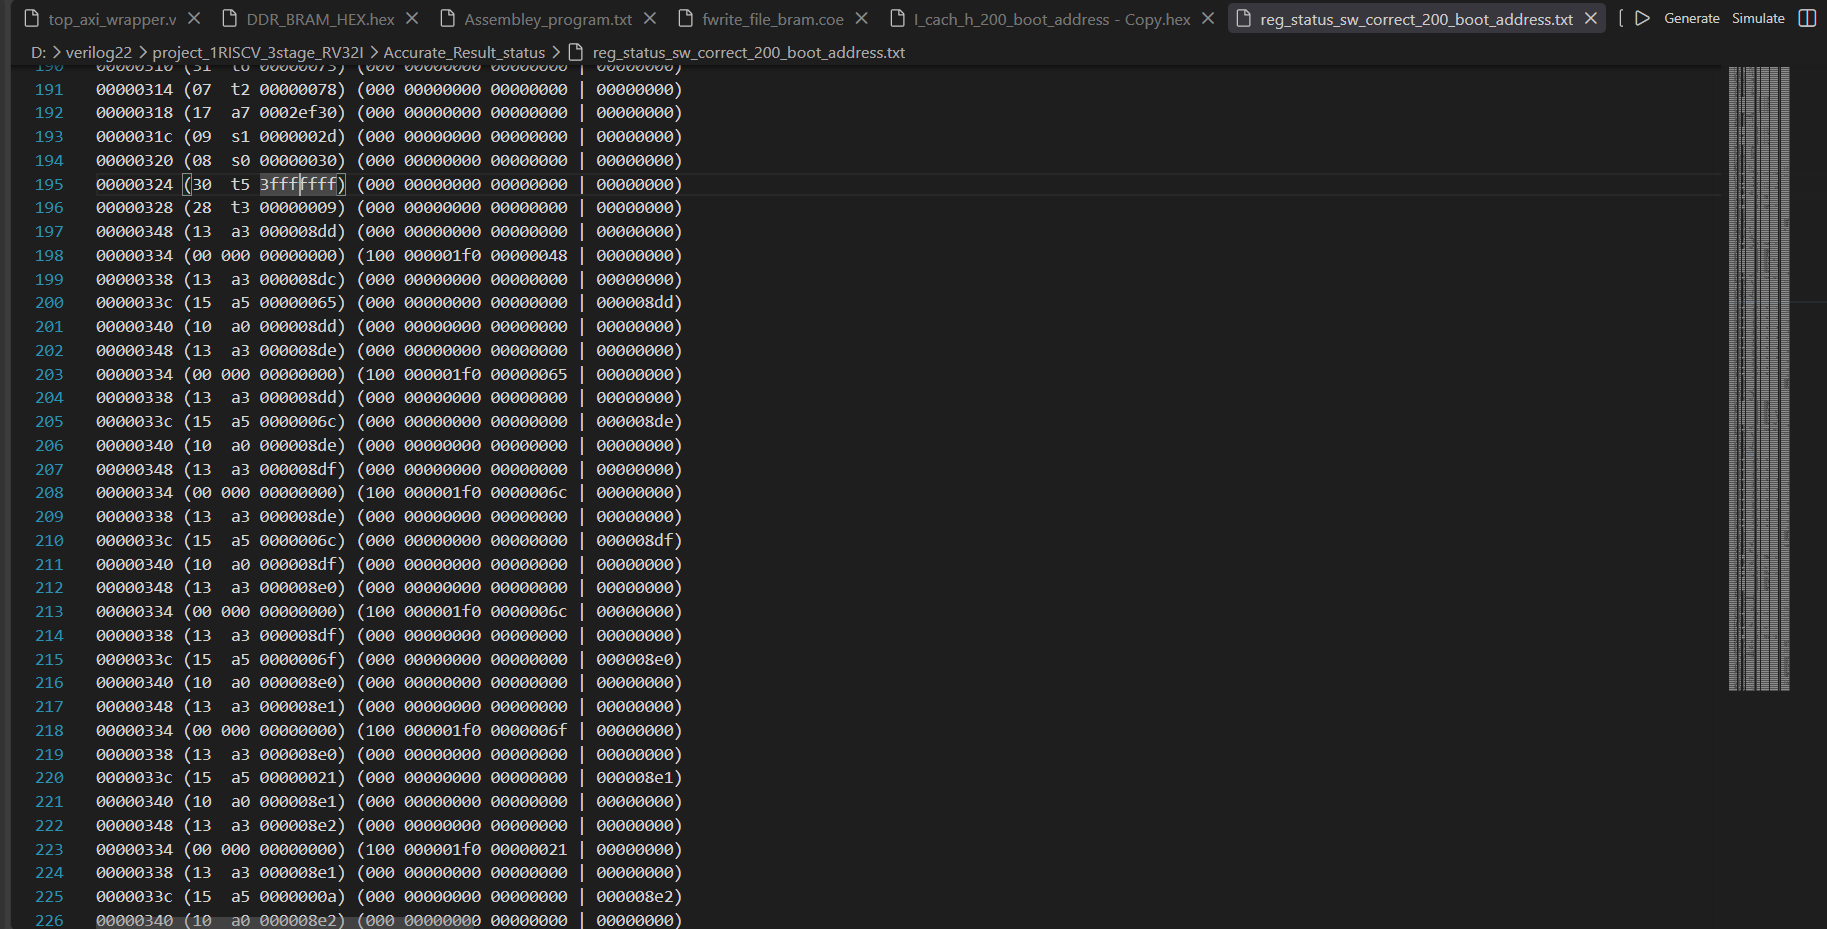 top_axi_wrapper.v DDR_BRAM_HEX.hex Assembley_program.txt fwrite_file_bram.coe I_cach_h_200_boot_address - Copy.hex reg_status_sw_correct_200_boot_address.txt Generate Simulate
D: > verilog22 > project_1RISCV_3stage_RV32I > Accurate_Result_status > reg_status_sw_correct_200_boot_address.txt
190 00000310 (31 t6 00000073) (000 00000000 00000000 | 00000000)
191 00000314 (07 t2 00000078) (000 00000000 00000000 | 00000000)
192 00000318 (17 a7 0002ef30) (000 00000000 00000000 | 00000000)
193 0000031c (09 s1 0000002d) (000 00000000 00000000 | 00000000)
194 00000320 (08 s0 00000030) (000 00000000 00000000 | 00000000)
195 00000324 (30 t5 3fffffff) (000 00000000 00000000 | 00000000)
196 00000328 (28 t3 00000009) (000 00000000 00000000 | 00000000)
197 00000348 (13 a3 000008dd) (000 00000000 00000000 | 00000000)
198 00000334 (00 000 00000000) (100 000001f0 00000048 | 00000000)
199 00000338 (13 a3 000008dc) (000 00000000 00000000 | 00000000)
200 0000033c (15 a5 00000065) (000 00000000 00000000 | 000008dd)
201 00000340 (10 a0 000008dd) (000 00000000 00000000 | 00000000)
202 00000348 (13 a3 000008de) (000 00000000 00000000 | 00000000)
203 00000334 (00 000 00000000) (100 000001f0 00000065 | 00000000)
204 00000338 (13 a3 000008dd) (000 00000000 00000000 | 00000000)
205 0000033c (15 a5 0000006c) (000 00000000 00000000 | 000008de)
206 00000340 (10 a0 000008de) (000 00000000 00000000 | 00000000)
207 00000348 (13 a3 000008df) (000 00000000 00000000 | 00000000)
208 00000334 (00 000 00000000) (100 000001f0 0000006c | 00000000)
209 00000338 (13 a3 000008de) (000 00000000 00000000 | 00000000)
210 0000033c (15 a5 0000006c) (000 00000000 00000000 | 000008df)
211 00000340 (10 a0 000008df) (000 00000000 00000000 | 00000000)
212 00000348 (13 a3 000008e0) (000 00000000 00000000 | 00000000)
213 00000334 (00 000 00000000) (100 000001f0 0000006c | 00000000)
214 00000338 (13 a3 000008df) (000 00000000 00000000 | 00000000)
215 0000033c (15 a5 0000006f) (000 00000000 00000000 | 000008e0)
216 00000340 (10 a0 000008e0) (000 00000000 00000000 | 00000000)
217 00000348 (13 a3 000008e1) (000 00000000 00000000 | 00000000)
218 00000334 (00 000 00000000) (100 000001f0 0000006f | 00000000)
219 00000338 (13 a3 000008e0) (000 00000000 00000000 | 00000000)
220 0000033c (15 a5 00000021) (000 00000000 00000000 | 000008e1)
221 00000340 (10 a0 000008e1) (000 00000000 00000000 | 00000000)
222 00000348 (13 a3 000008e2) (000 00000000 00000000 | 00000000)
223 00000334 (00 000 00000000) (100 000001f0 00000021 | 00000000)
224 00000338 (13 a3 000008e1) (000 00000000 00000000 | 00000000)
225 0000033c (15 a5 0000000a) (000 00000000 00000000 | 000008e2)
226 00000340 (10 a0 000008e2) (000 00000000 00000000 | 00000000)